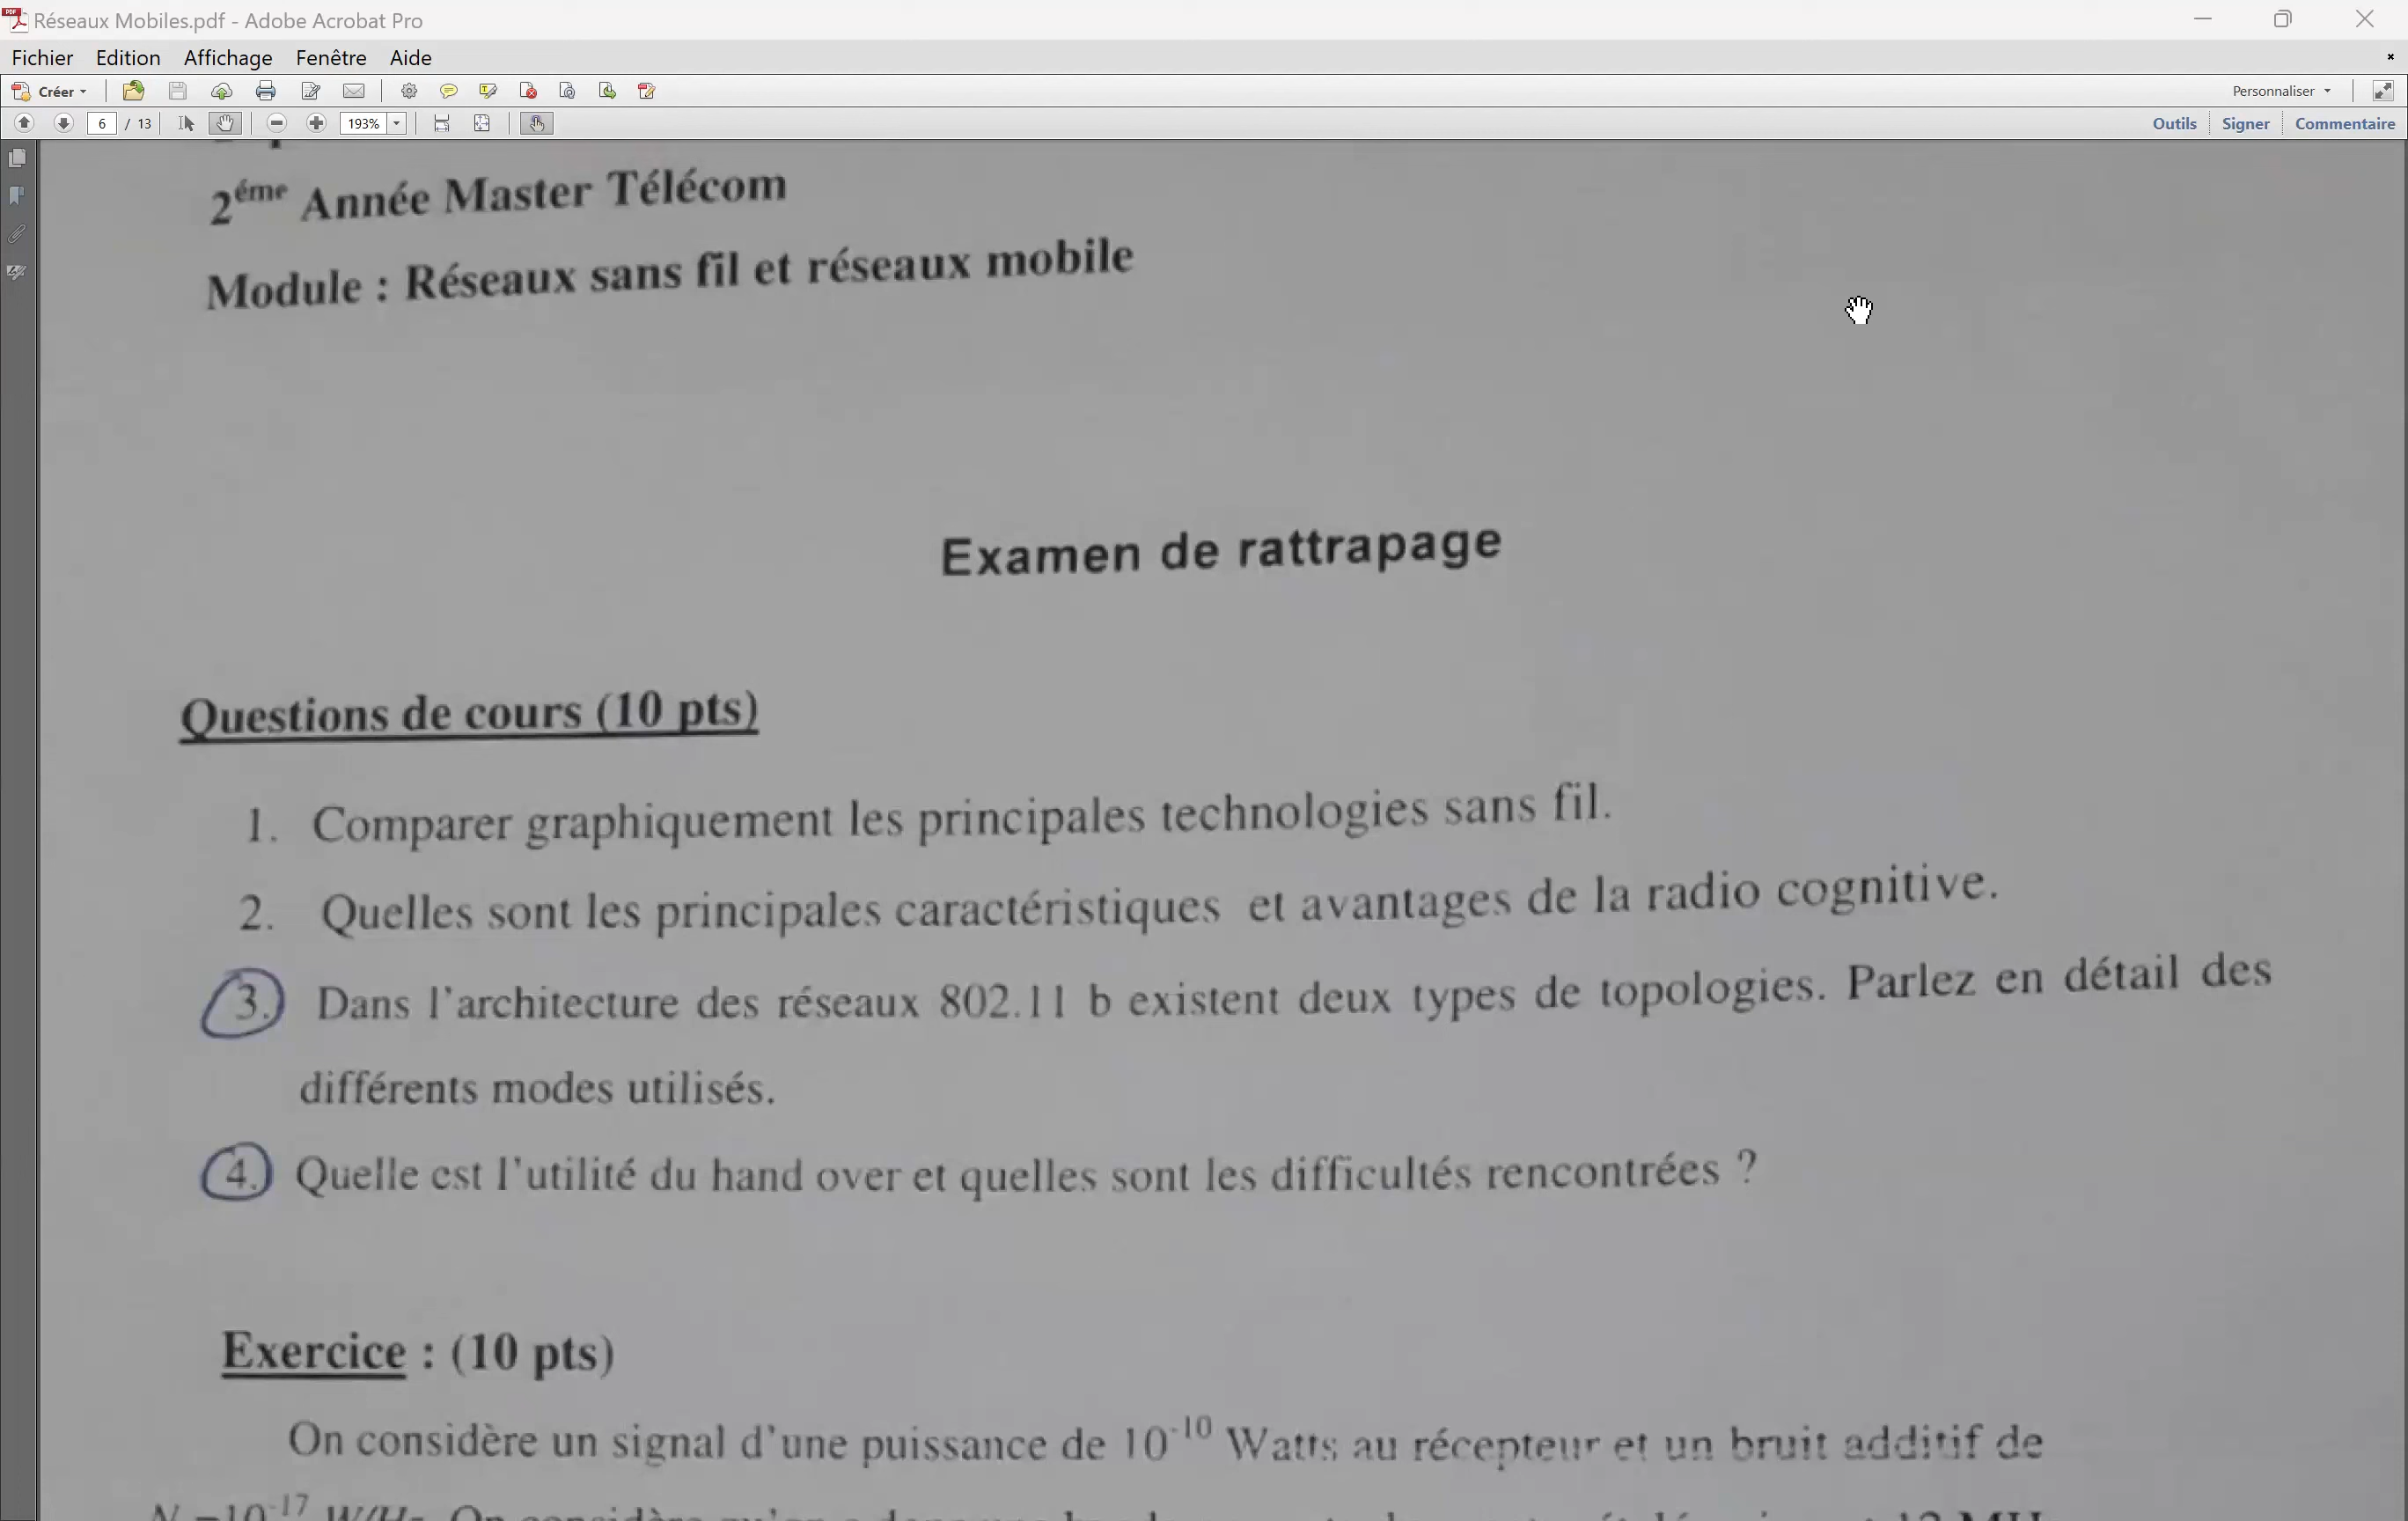 Réseaux Mobiles.pdf - Adobe Acrobat Pro
Fichier Edition Affichage Fenêtre Aide
Créer Personnaliser
6 / 13 193% Outils Signer Commentaire
2éme Année Master Télécom
Module : Réseaux sans fil et réseaux mobile
Examen de rattrapage
Questions de cours (10 pts)
1. Comparer graphiquement les principales technologies sans fil.
2. Quelles sont les principales caractéristiques et avantages de la radio cognitive.
3. Dans l'architecture des réseaux 802.11 b existent deux types de topologies. Parlez en détail des
différents modes utilisés.
4. Quelle est l'utilité du hand over et quelles sont les difficultés rencontrées ?
Exercice : (10 pts)
On considère un signal d'une puissance de 10-10 Watts au récepteur et un bruit additif de